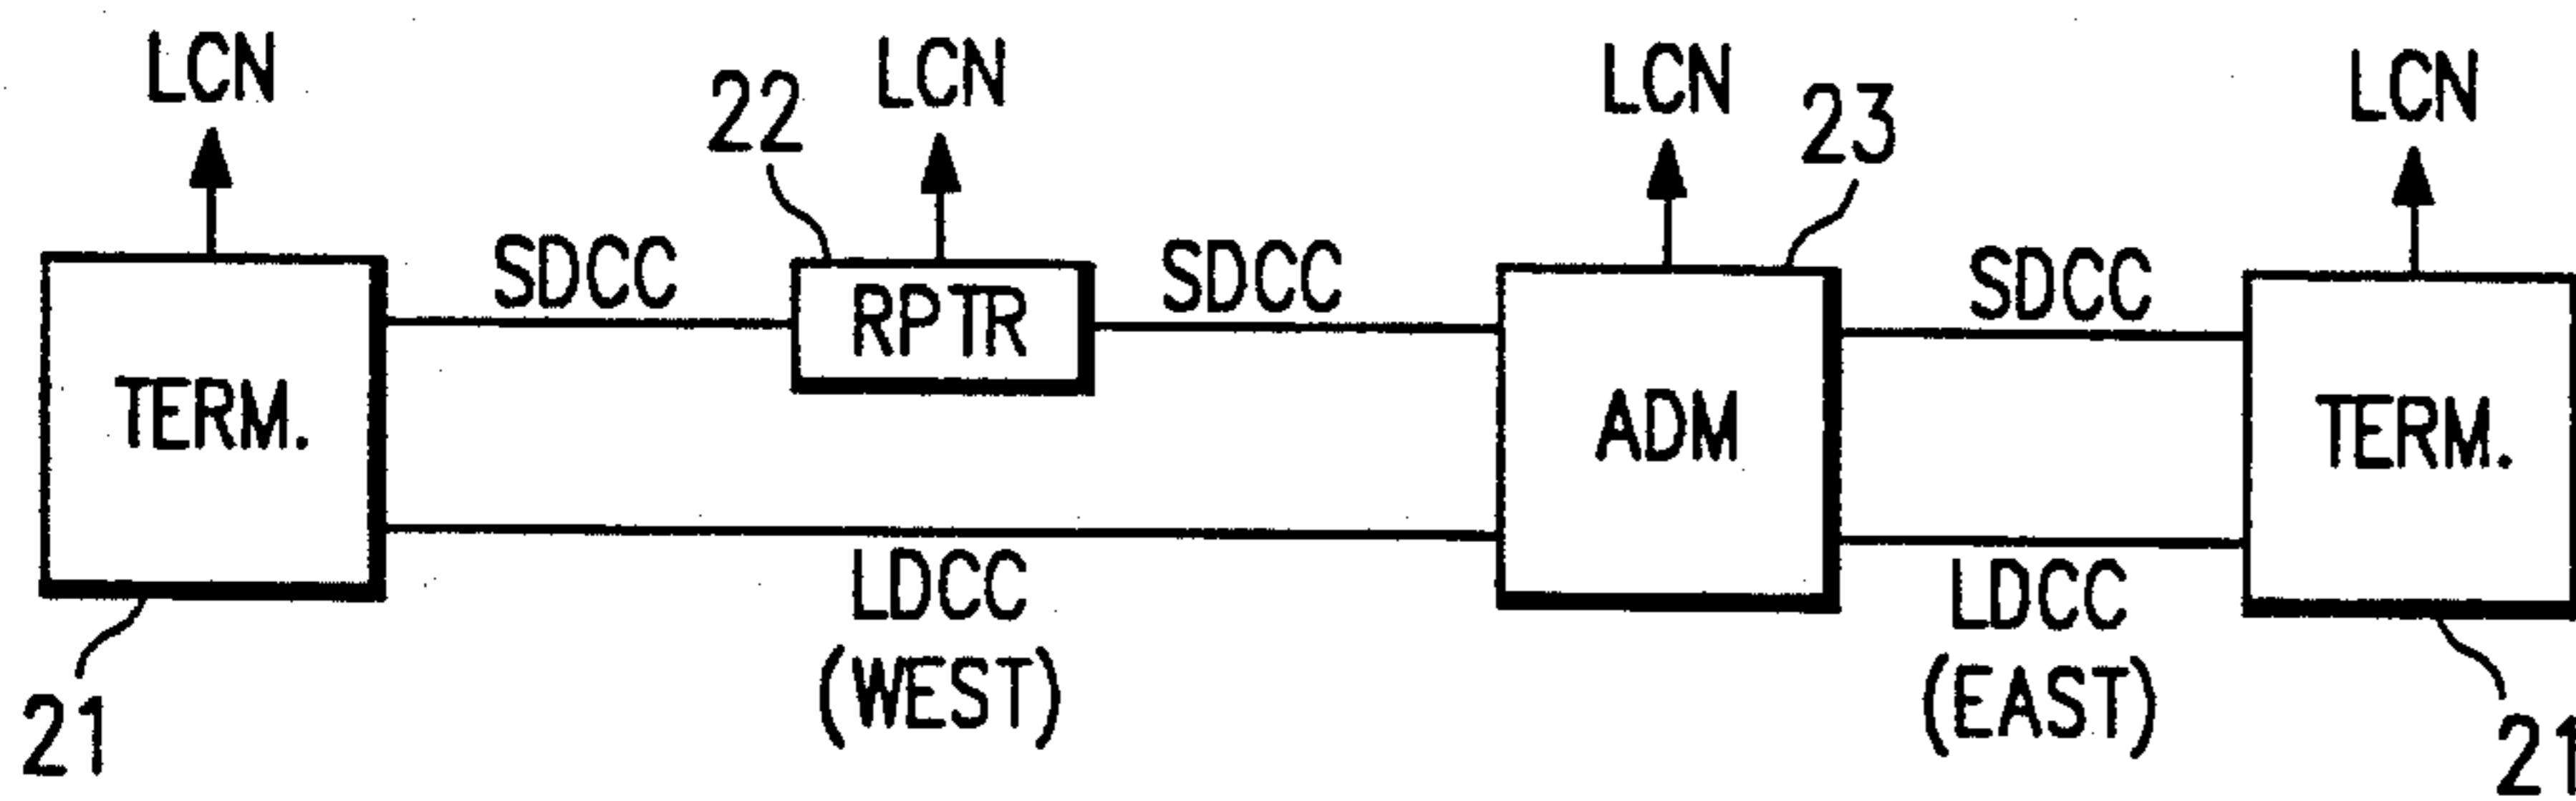 LCN
LCN
LCN
LCN
22
23
SDCC
SDCC
SDCC
RPTR
TERM.
ADM
TERM.
LDCC
(WEST)
LDCC
(EAST)
21
21